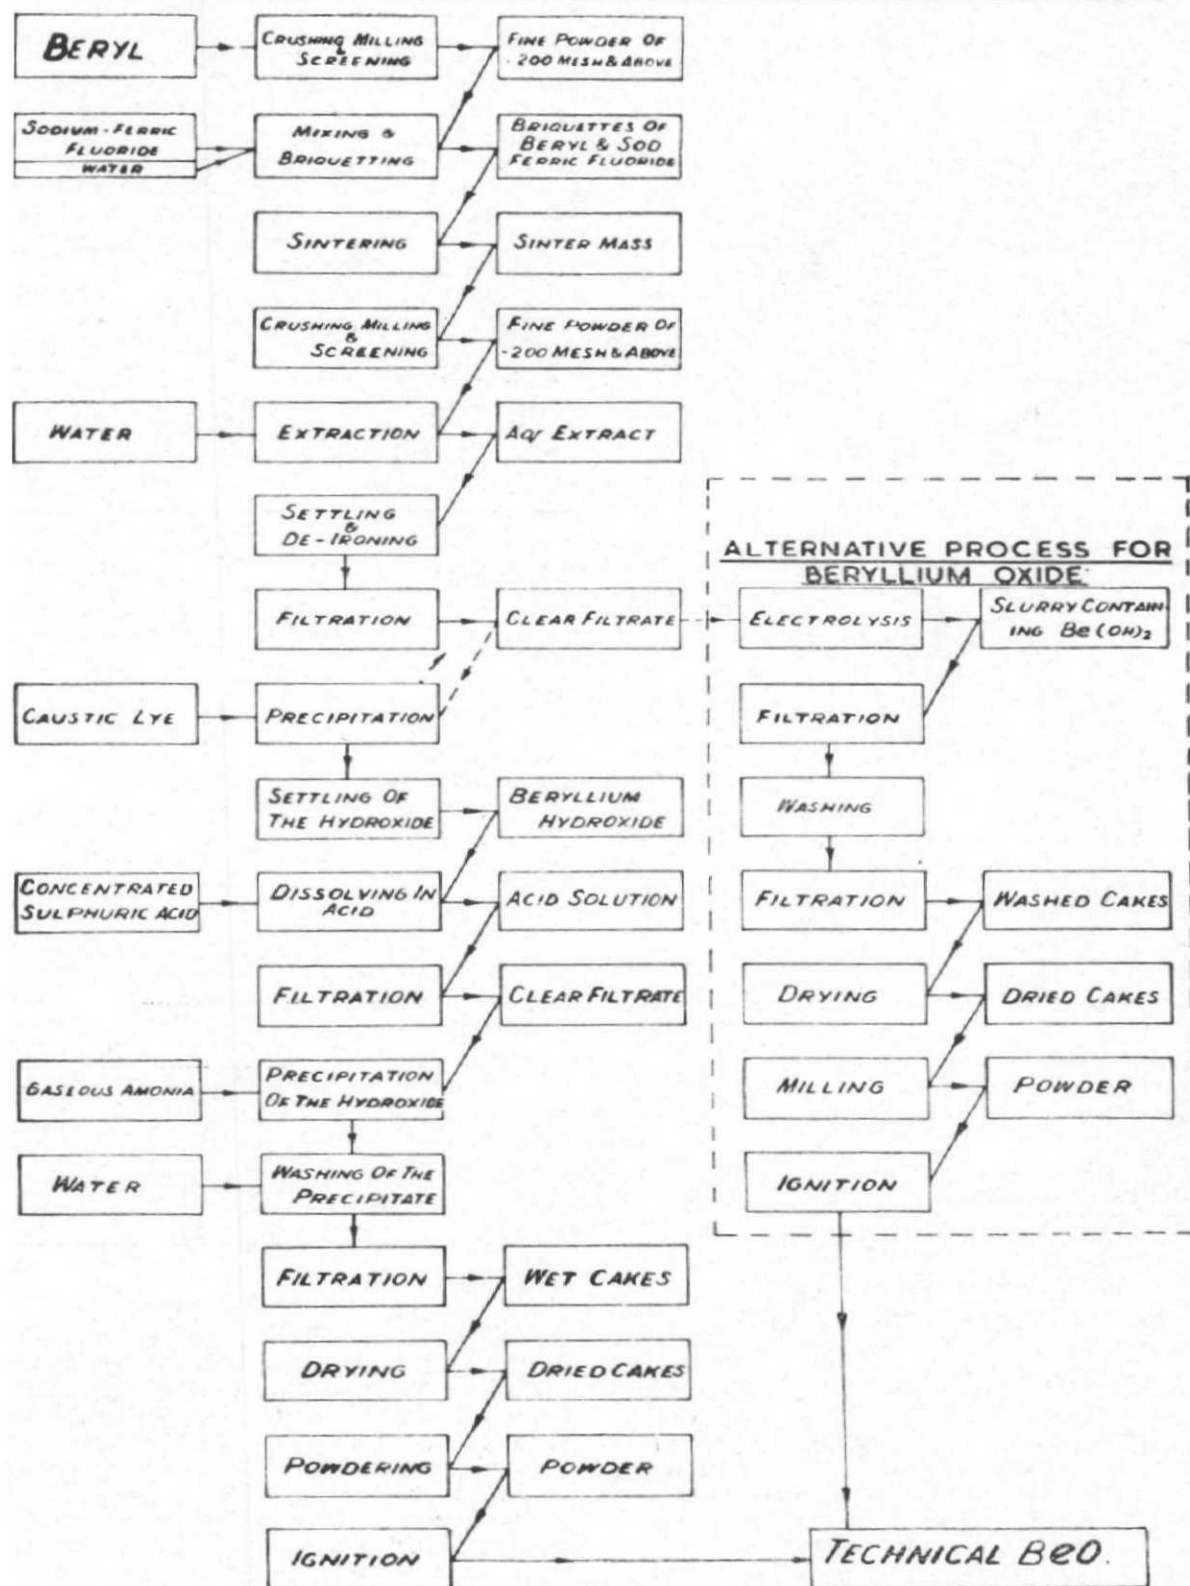 BERYL
CRUSHING MILLING
&
SCREENING
FINE POWDER OF
-200 MESH & ABOVE
SODIUM-FERRIC
FLUORIDE
WATER
MIXING &
BRIQUETTING
BRIQUETTES OF
BERYL & SOD
FERRIC FLUORIDE
SINTERING
SINTER MASS
CRUSHING MILLING
&
SCREENING
FINE POWDER OF
-200 MESH & ABOVE
WATER
EXTRACTION
AQ/ EXTRACT
SETTLING
&
DE-IRONING
FILTRATION
CLEAR FILTRATE
CAUSTIC LYE
PRECIPITATION
SETTLING OF
THE HYDROXIDE
BERYLLIUM
HYDROXIDE
CONCENTRATED
SULPHURIC ACID
DISSOLVING IN
ACID
ACID SOLUTION
FILTRATION
CLEAR FILTRATE
GASEOUS AMONIA
PRECIPITATION
OF THE HYDROXIDE
WATER
WASHING OF THE
PRECIPITATE
FILTRATION
WET CAKES
DRYING
DRIED CAKES
POWDERING
POWDER
IGNITION
ALTERNATIVE PROCESS FOR
BERYLLIUM OXIDE
ELECTROLYSIS
SLURRY CONTAIN-
ING Be(OH)₂
FILTRATION
WASHING
FILTRATION
WASHED CAKES
DRYING
DRIED CAKES
MILLING
POWDER
IGNITION
TECHNICAL BeO.